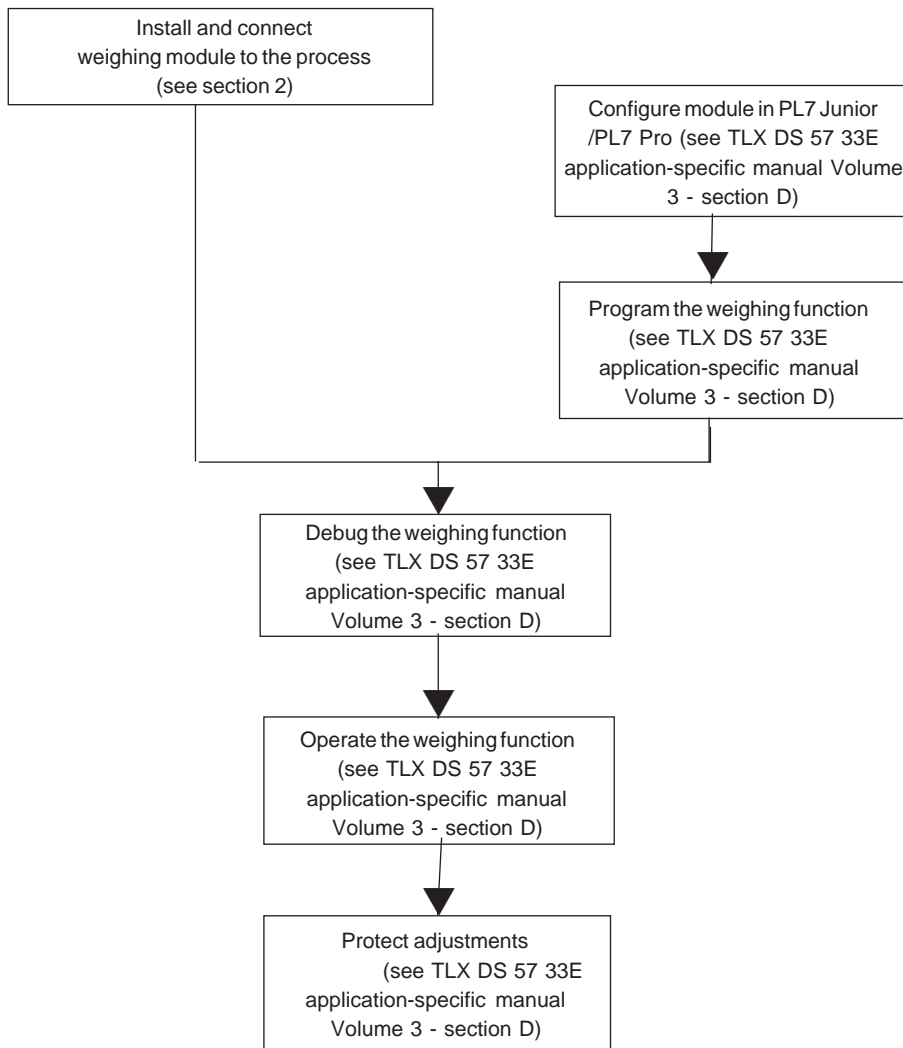 Install and connect
weighing module to the process
(see section 2)
Configure module in PL7 Junior
/PL7 Pro (see TLX DS 57 33E
application-specific manual Volume
3 - section D)
Program the weighing function
(see TLX DS 57 33E
application-specific manual
Volume 3 - section D)
Debug the weighing function
(see TLX DS 57 33E
application-specific manual
Volume 3 - section D)
Operate the weighing function
(see TLX DS 57 33E
application-specific manual
Volume 3 - section D)
Protect adjustments
(see TLX DS 57 33E
application-specific manual
Volume 3 - section D)